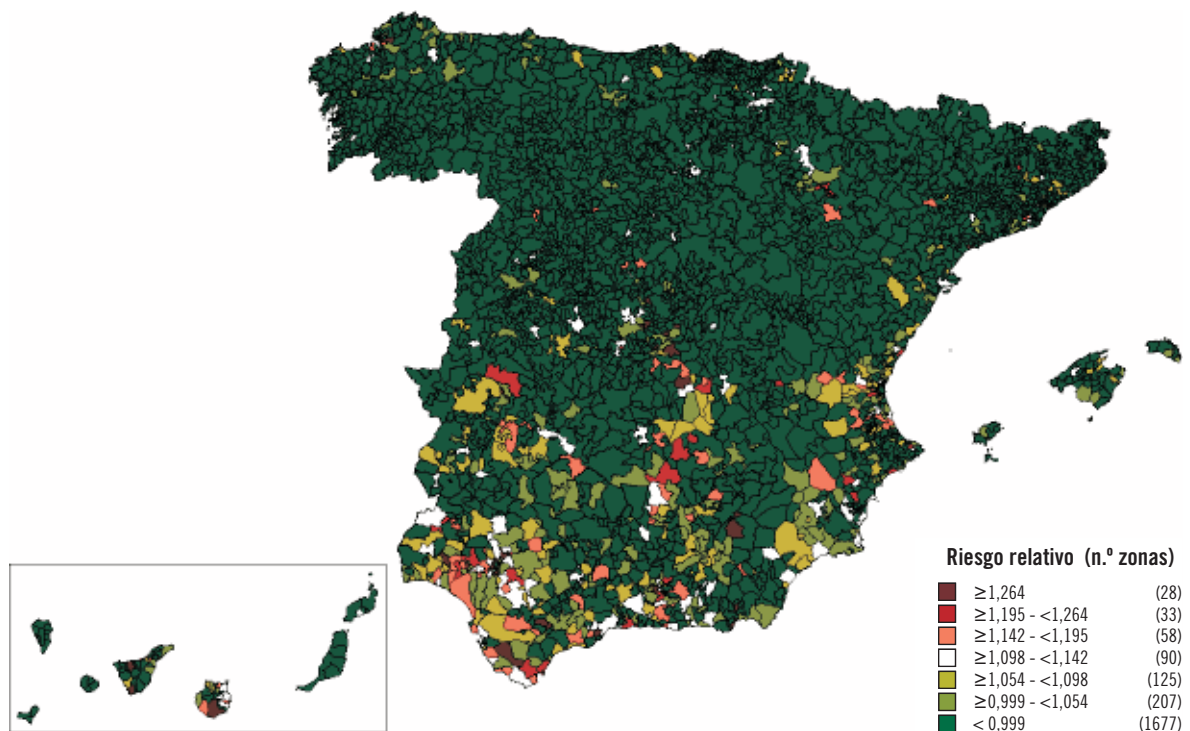 Riesgo relativo (n.º zonas)
≥1,264 (28)
≥1,195 - <1,264 (33)
≥1,142 - <1,195 (58)
≥1,098 - <1,142 (90)
≥1,054 - <1,098 (125)
≥0,999 - <1,054 (207)
< 0,999 (1677)